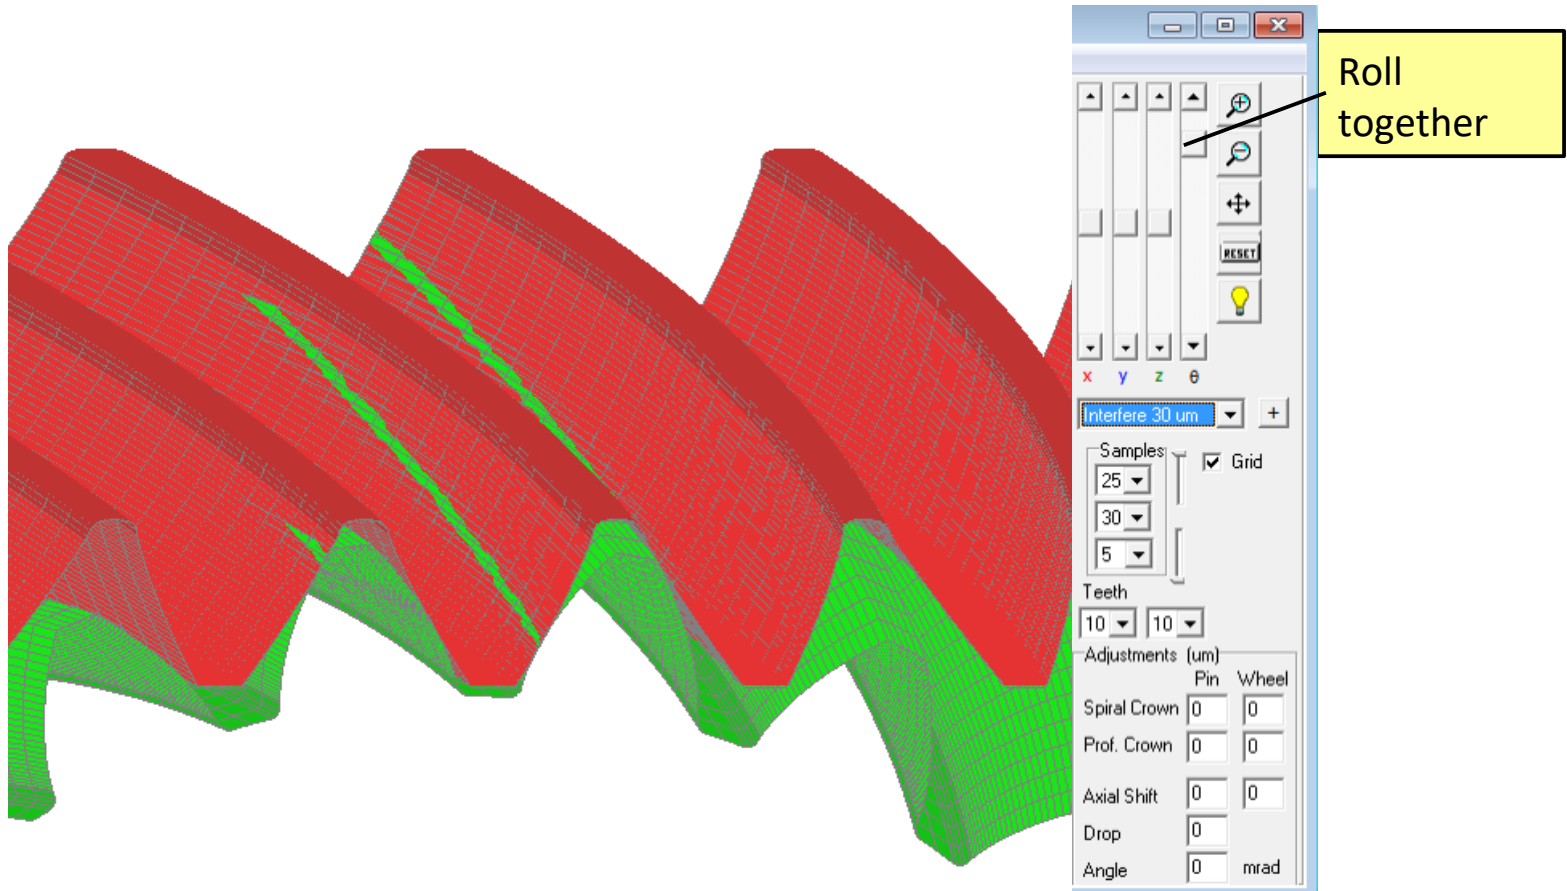 Roll
together
RESET
x y z θ
Interfere 30 um +
Samples
Grid
25
30
5
Teeth
10 10
Adjustments (um)
Pin Wheel
Spiral Crown 0 0
Prof. Crown 0 0
Axial Shift 0 0
Drop 0
Angle 0 mrad